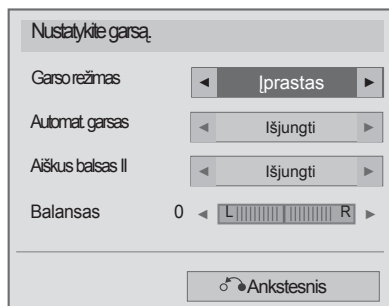 Nustatykite garsą.
Garso režimas ◄ Įprastas ►
Automat. garsas ◄ Išjungti ►
Aiškus balsas II ◄ Išjungti ►
Balansas 0 ◄ L R ►
Ankstesnis